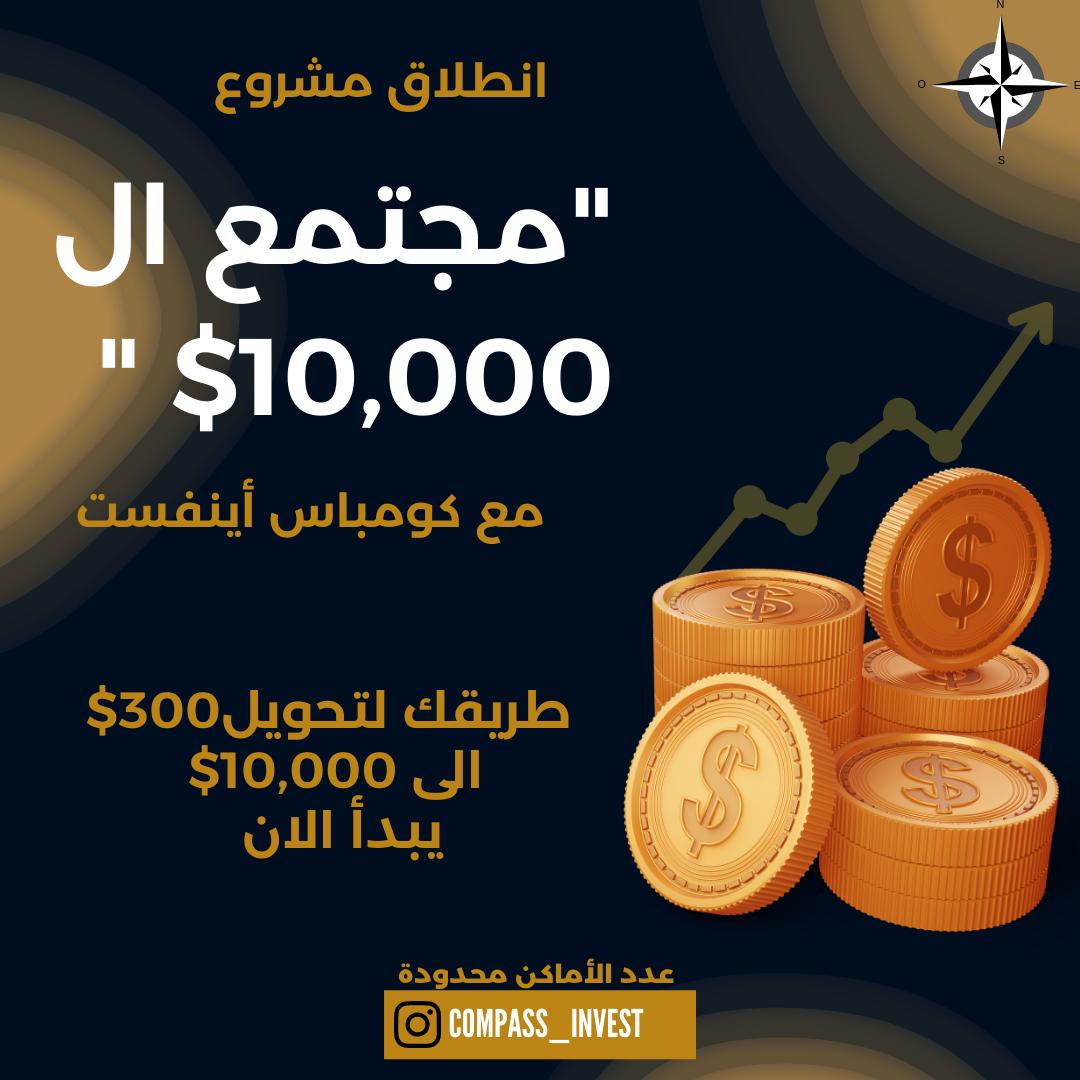 N
O
E
S
انطلاق مشروع
"مجتمع ال
10,000$ "
مع كومباس أينفست
طريقك لتحويل300$
الى 10,000$
يبدأ الان
عدد الأماكن محدودة
COMPASS_INVEST